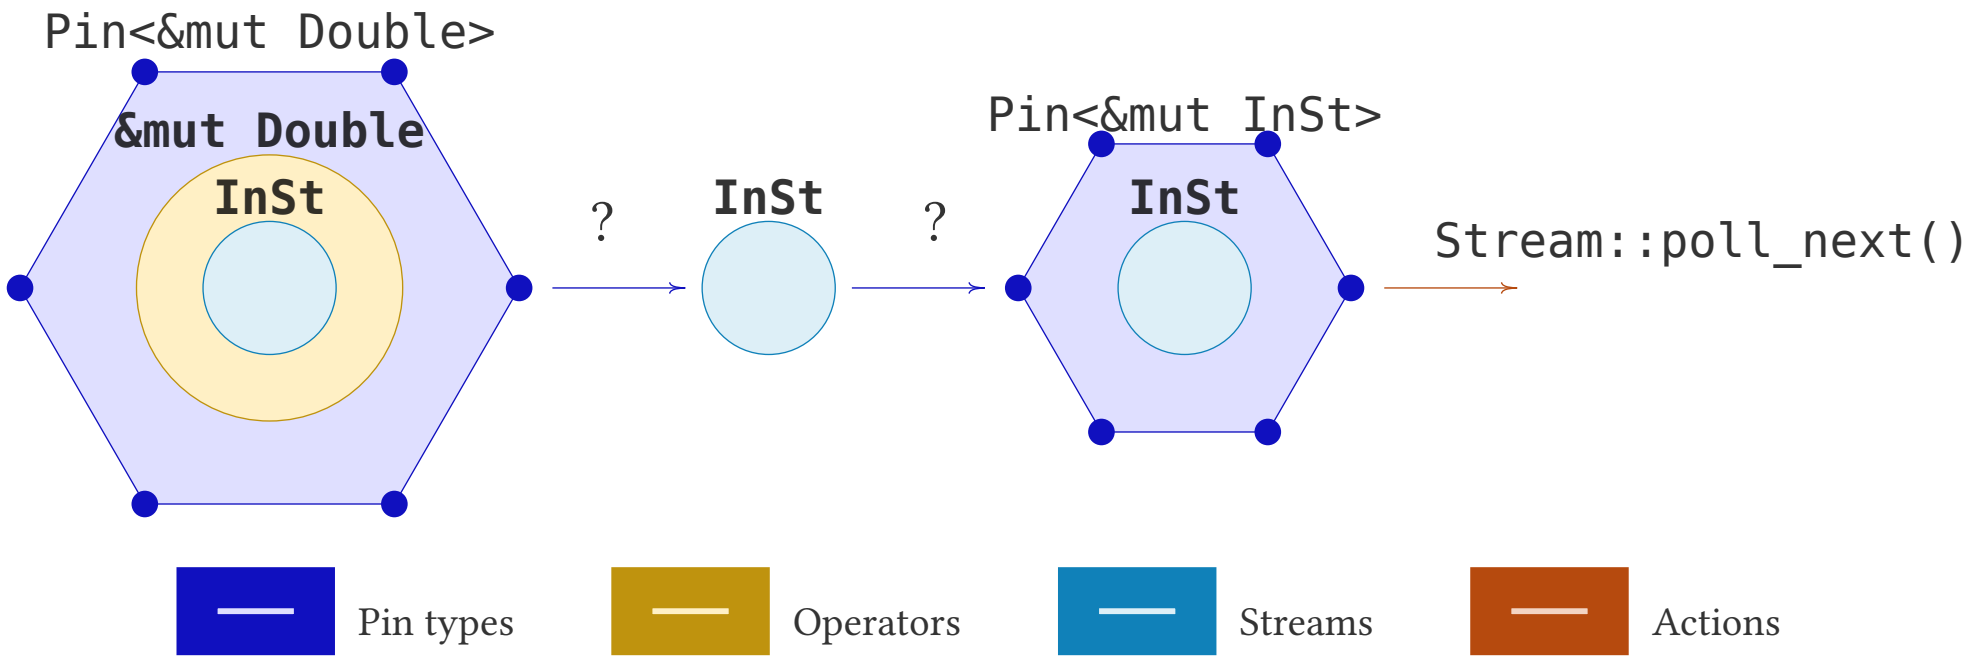 Pin<&mut Double>
&mut Double
InSt
?
InSt
?
Pin<&mut InSt>
InSt
Stream::poll_next()
Pin types
Operators
Streams
Actions